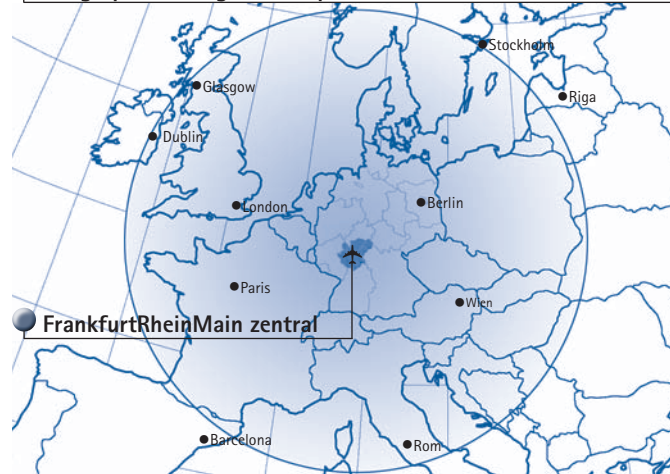 Stockholm
Glasgow
Riga
Dublin
London
Berlin
Paris
Wien
FrankfurtRheinMain zentral
Barcelona
Rom